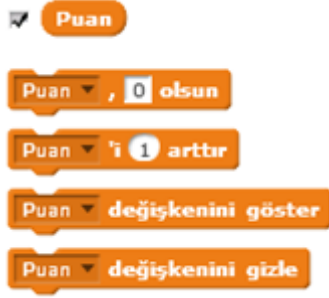 Puan
Puan , 0 olsun
Puan 'i 1 arttır
Puan değişkenini göster
Puan değişkenini gizle